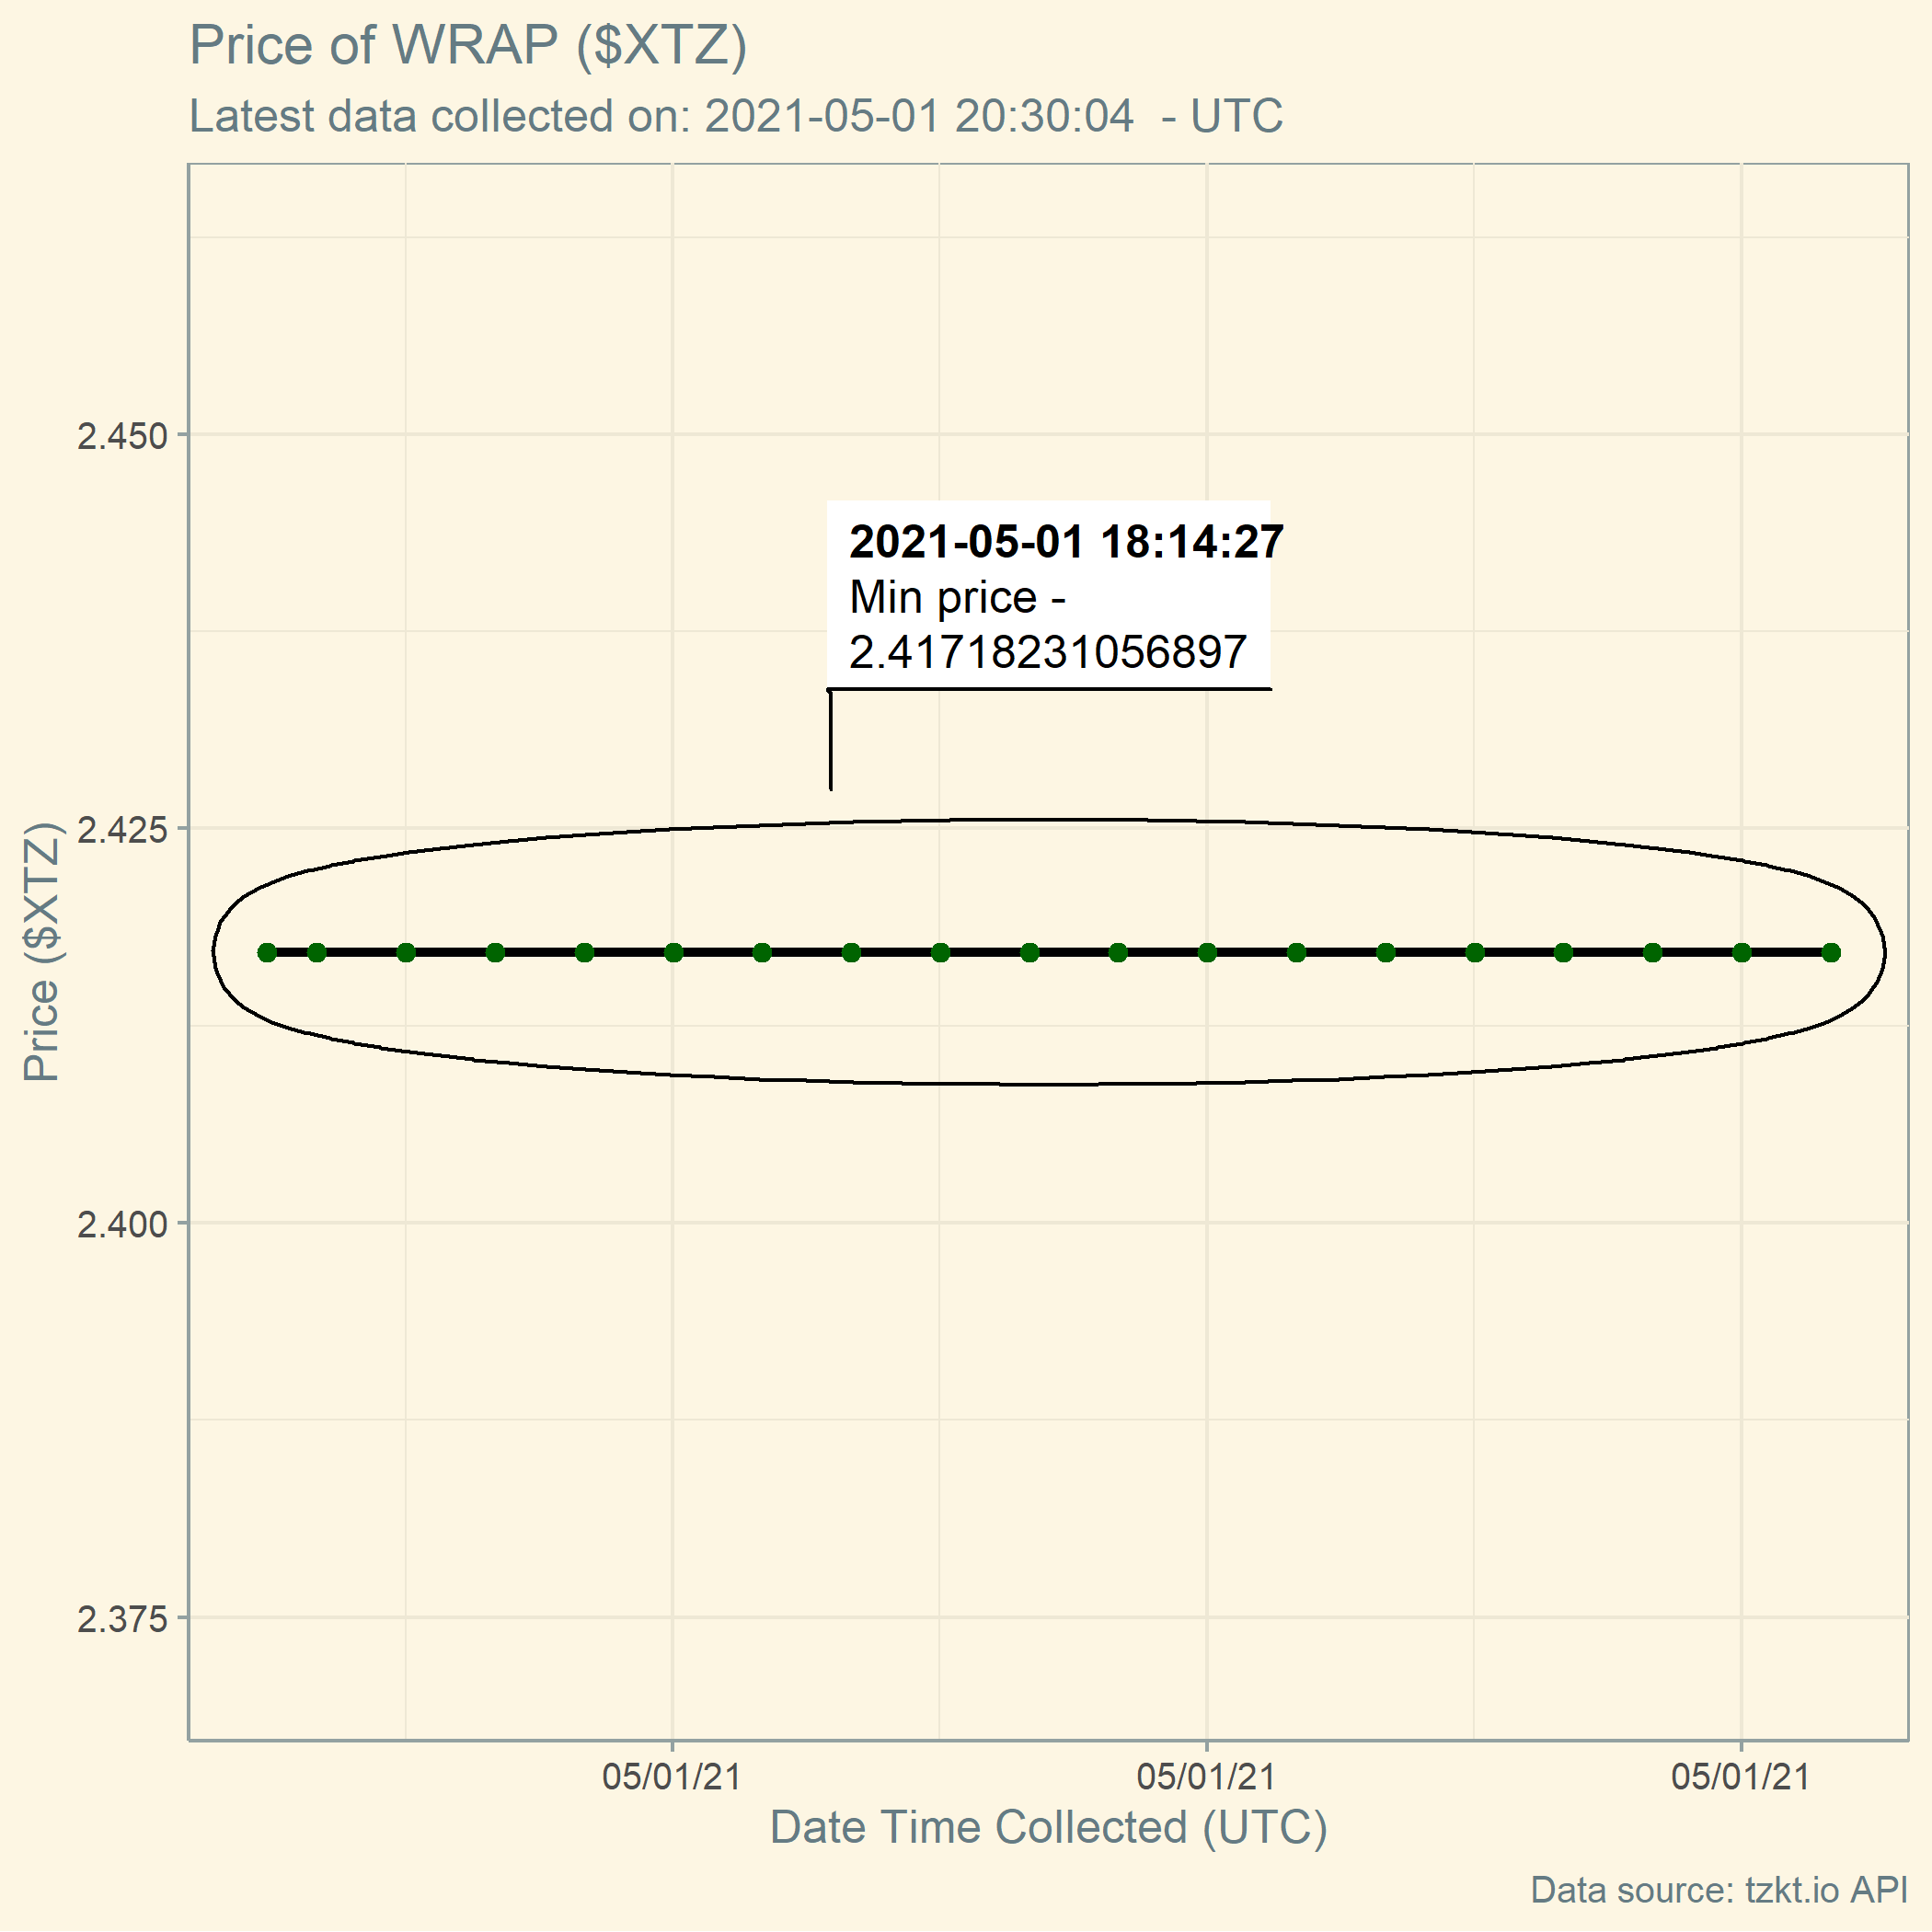 Price of WRAP ($XTZ)
Latest data collected on: 2021-05-01 20:30:04  - UTC
2.450
2021-05-01 18:14:27
Min price -
2.41718231056897
2.425
Price ($XTZ)
2.400
2.375
05/01/21 05/01/21 05/01/21
Date Time Collected (UTC)
Data source: tzkt.io API